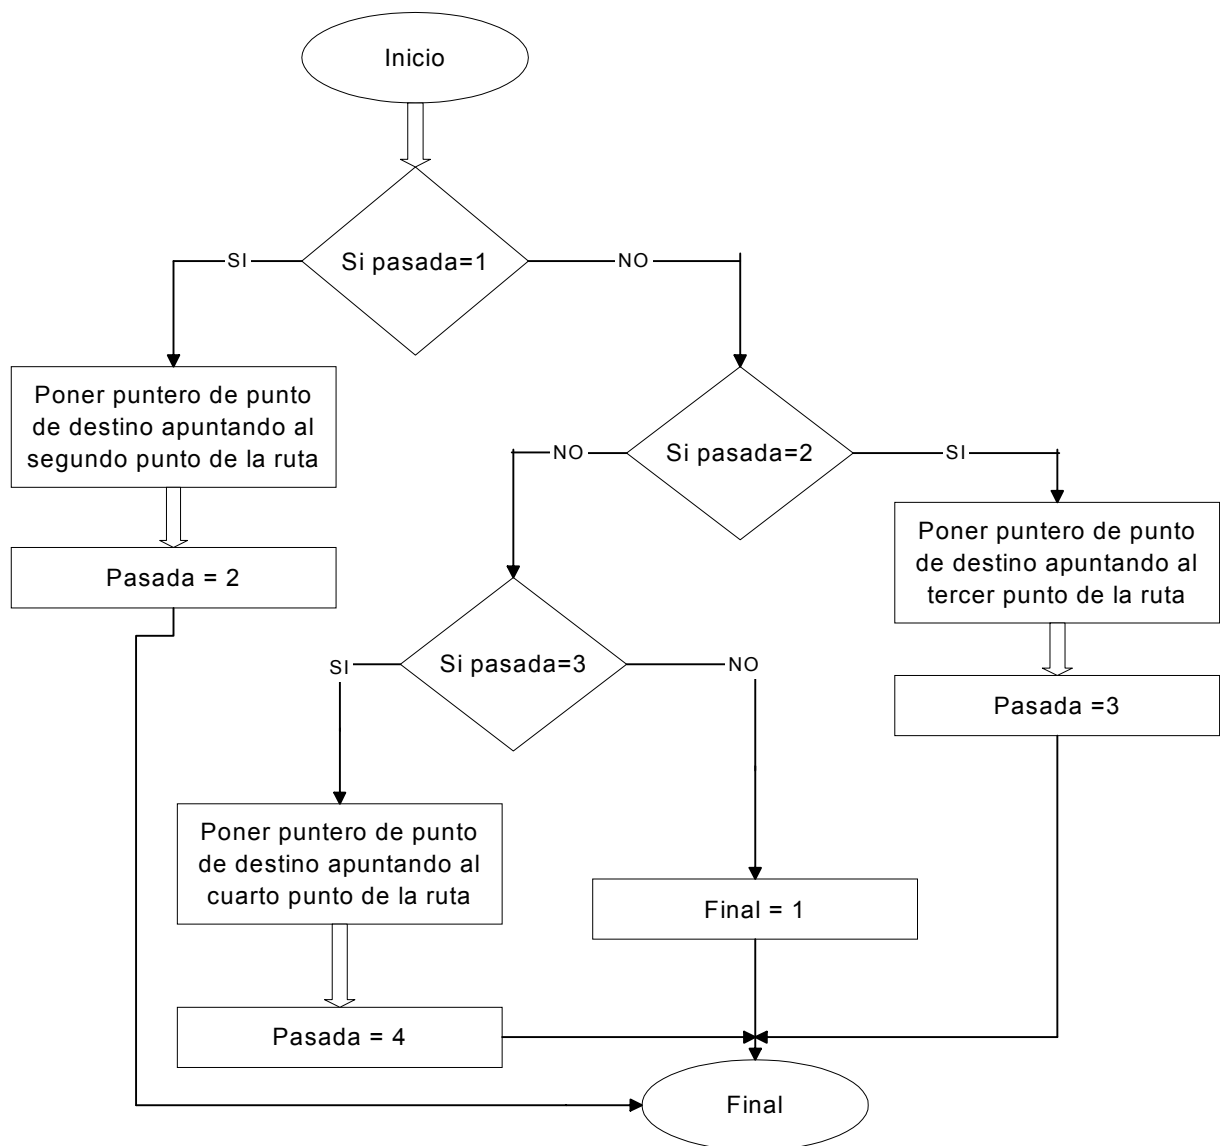 Inicio
Si pasada=1
SI
NO
Poner puntero de punto
de destino apuntando al
segundo punto de la ruta
Pasada = 2
Si pasada=2
NO
SI
Poner puntero de punto
de destino apuntando al
tercer punto de la ruta
Pasada =3
Si pasada=3
SI
NO
Poner puntero de punto
de destino apuntando al
cuarto punto de la ruta
Final = 1
Pasada = 4
Final